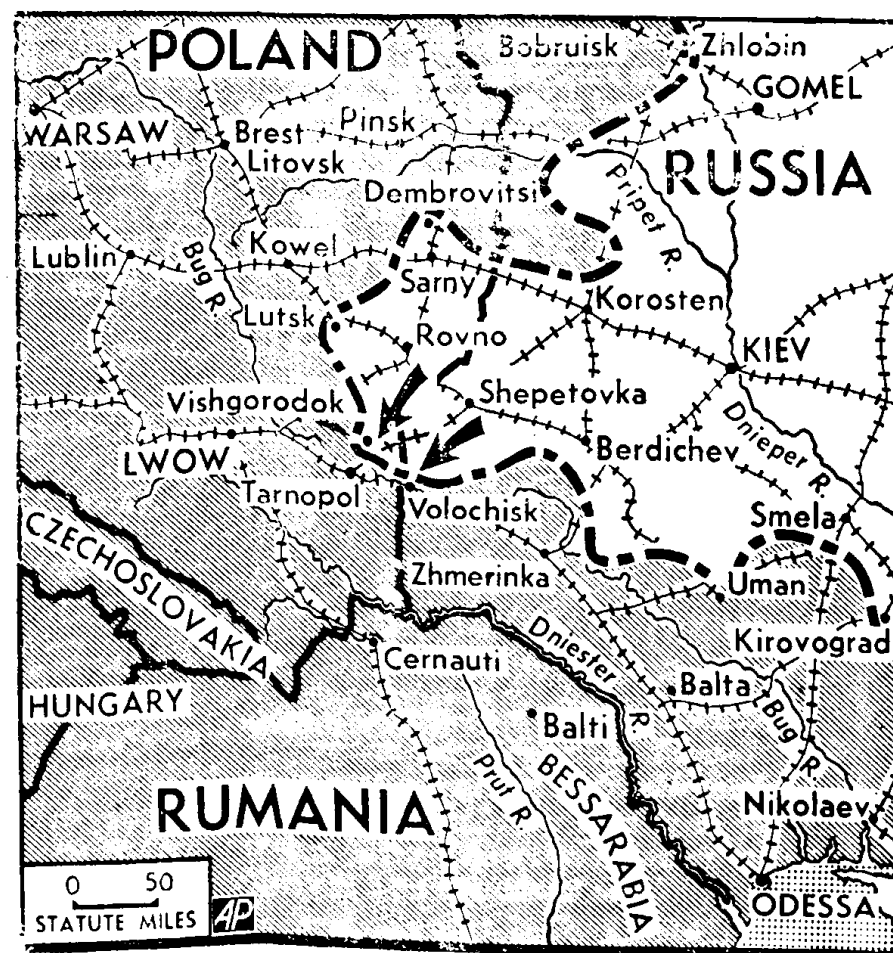 POLAND
Bobruisk
Zhlobin
GOMEL
WARSAW
Brest
Litovsk
Pinsk
RUSSIA
Dombrovitsi
Pripet R.
Lublin
Bug R.
Kowel
Sarny
Korosten
Lutsk
Rovno
KIEV
Vishgorodok
Shepetovka
Dnieper R.
LWOW
Berdichev
Tarnopol
Volochisk
Smela
CZECHOSLOVAKIA
Zhmerinka
Uman
Dniester R.
Kirovograd
Cernauti
HUNGARY
Balta
Bug R.
Balti
BESSARABIA
Prut R.
RUMANIA
Nikolaev
0 50
STATUTE MILES
AP
ODESSA